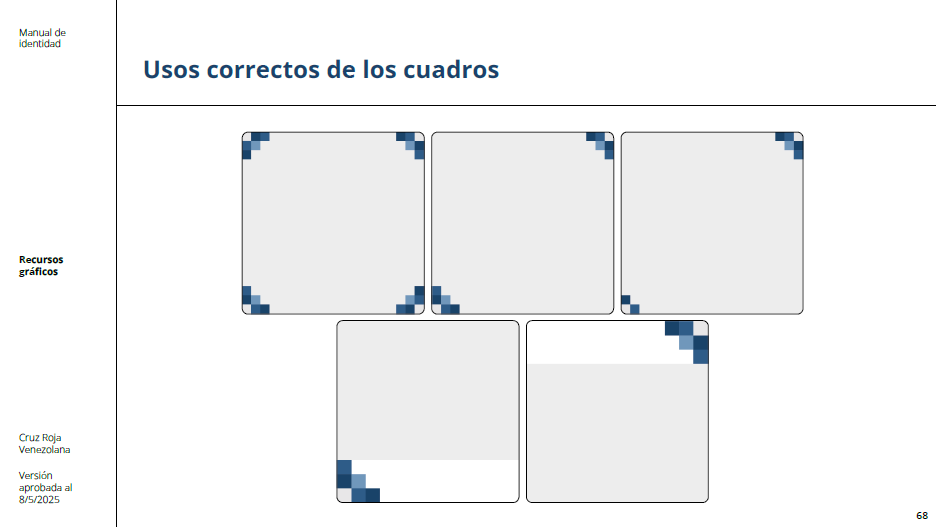 Manual de
identidad
Usos correctos de los cuadros
Recursos
gráficos
Cruz Roja
Venezolana
Versión
aprobada al
8/5/2025
68